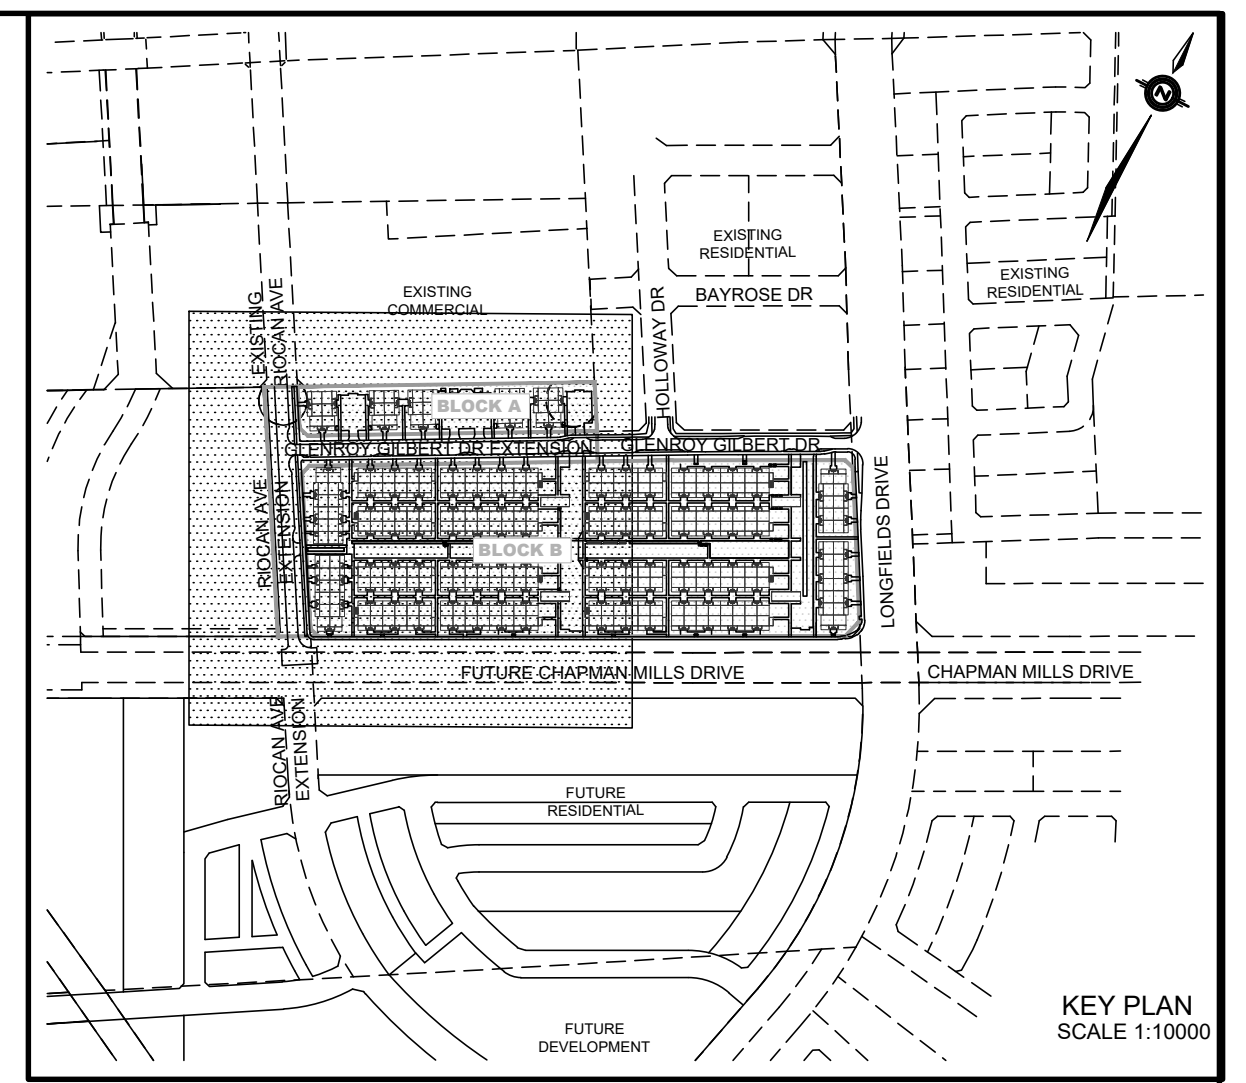 N
EXISTING
RESIDENTIAL
EXISTING
RESIDENTIAL
BAYROSE DR
EXISTING
COMMERCIAL
EXISTING
RIOCAN AVE
HOLLOWAY DR
BLOCK A
GLENROY GILBERT DR EXTENSION
GLENROY GILBERT DR
RIOCAN AVE
EXTENSION
BLOCK B
LONGFIELDS DRIVE
FUTURE CHAPMAN MILLS DRIVE
CHAPMAN MILLS DRIVE
RIOCAN AVE
EXTENSION
FUTURE
RESIDENTIAL
FUTURE
DEVELOPMENT
KEY PLAN
SCALE 1:10000